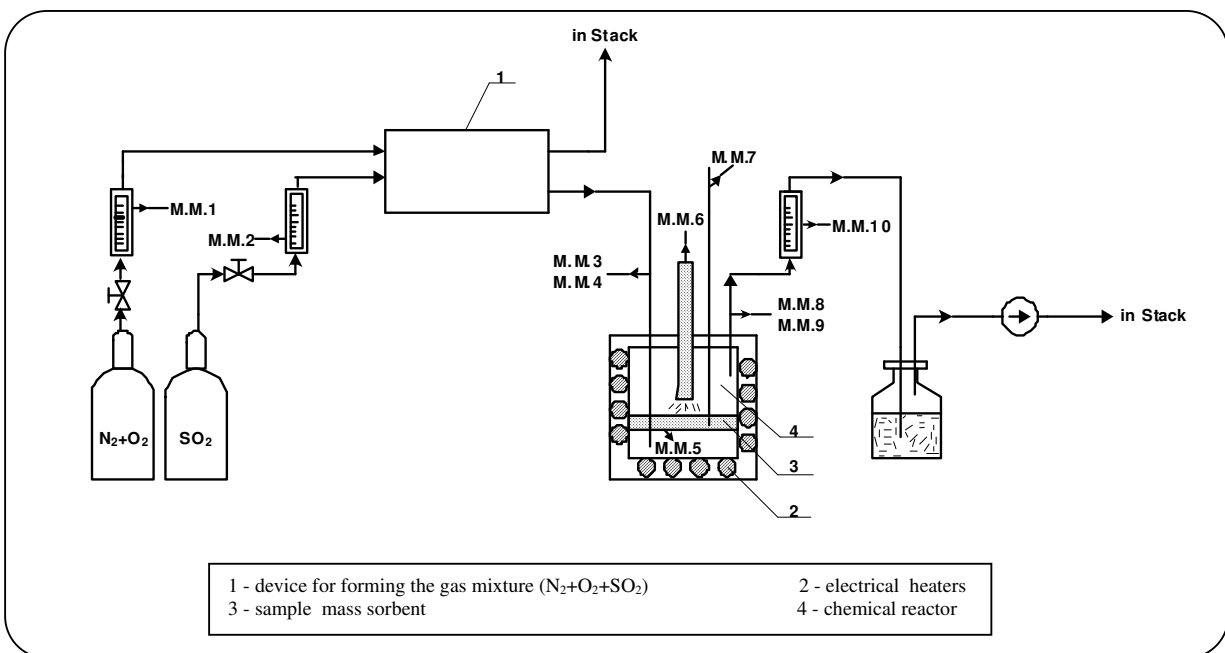 in Stack
1
M.M.1
M.M.2
M.M.7
M.M.6
M.M.10
M.M.3
M.M.4
M.M.8
M.M.9
in Stack
N₂+O₂
SO₂
4
M.M.5
3
2
1 - device for forming the gas mixture (N₂+O₂+SO₂) 2 - electrical heaters
3 - sample mass sorbent 4 - chemical reactor